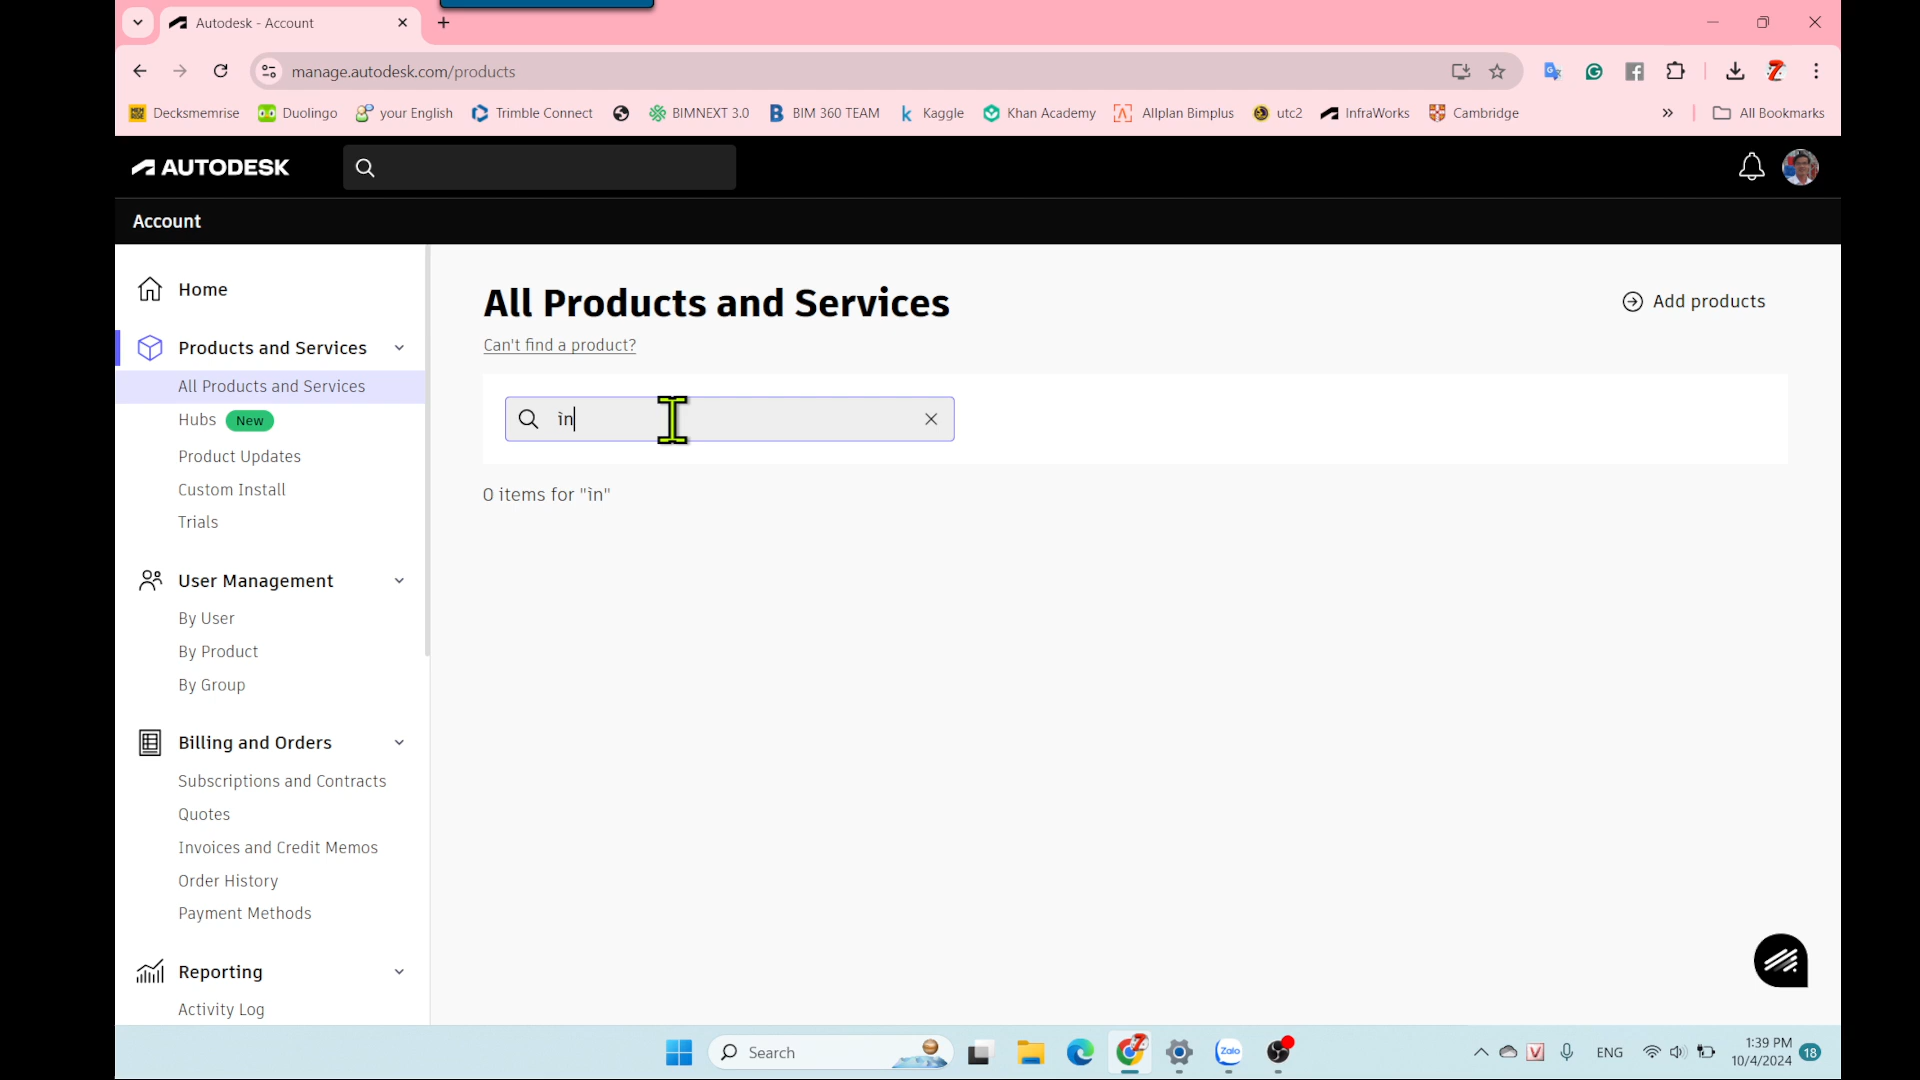 Autodesk - Account
manage.autodesk.com/products
Decksmemrise
Duolingo
your English
Trimble Connect
BIMNEXT 3.0
BIM 360 TEAM
Kaggle
Khan Academy
Allplan Bimplus
utc2
InfraWorks
Cambridge
All Bookmarks
AUTODESK
Account
Home
Products and Services
All Products and Services
Hubs New
Product Updates
Custom Install
Trials
User Management
By User
By Product
By Group
Billing and Orders
Subscriptions and Contracts
Quotes
Invoices and Credit Memos
Order History
Payment Methods
Reporting
Activity Log
All Products and Services
Add products
Can't find a product?
ìn
0 items for "ìn"
Search
Zalo
V
ENG
1:39 PM
10/4/2024
18